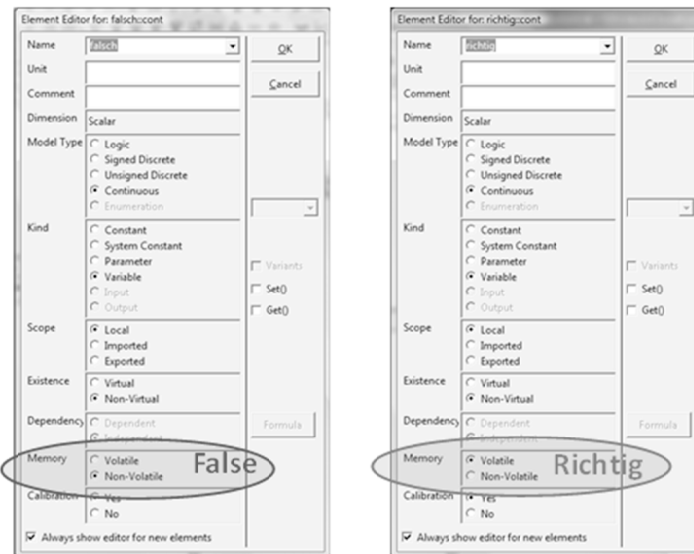 Element Editor for: falsch::cont
Name
falsch
OK
Unit
Cancel
Comment
Dimension
Scalar
Model Type
Logic
Signed Discrete
Unsigned Discrete
Continuous
Enumeration
Kind
Constant
System Constant
Parameter
Variable
Input
Output
Variants
Set()
Get()
Scope
Local
Imported
Exported
Existence
Virtual
Non-Virtual
Dependency
Dependent
Independent
Formula
Memory
Volatile
Non-Volatile
False
Calibration
Yes
No
Always show editor for new elements
Element Editor for: richtig::cont
Name
richtig
OK
Unit
Cancel
Comment
Dimension
Scalar
Model Type
Logic
Signed Discrete
Unsigned Discrete
Continuous
Enumeration
Kind
Constant
System Constant
Parameter
Variable
Input
Output
Variants
Set()
Get()
Scope
Local
Imported
Exported
Existence
Virtual
Non-Virtual
Dependency
Dependent
Independent
Formula
Memory
Volatile
Non-Volatile
Richtig
Calibration
Yes
No
Always show editor for new elements